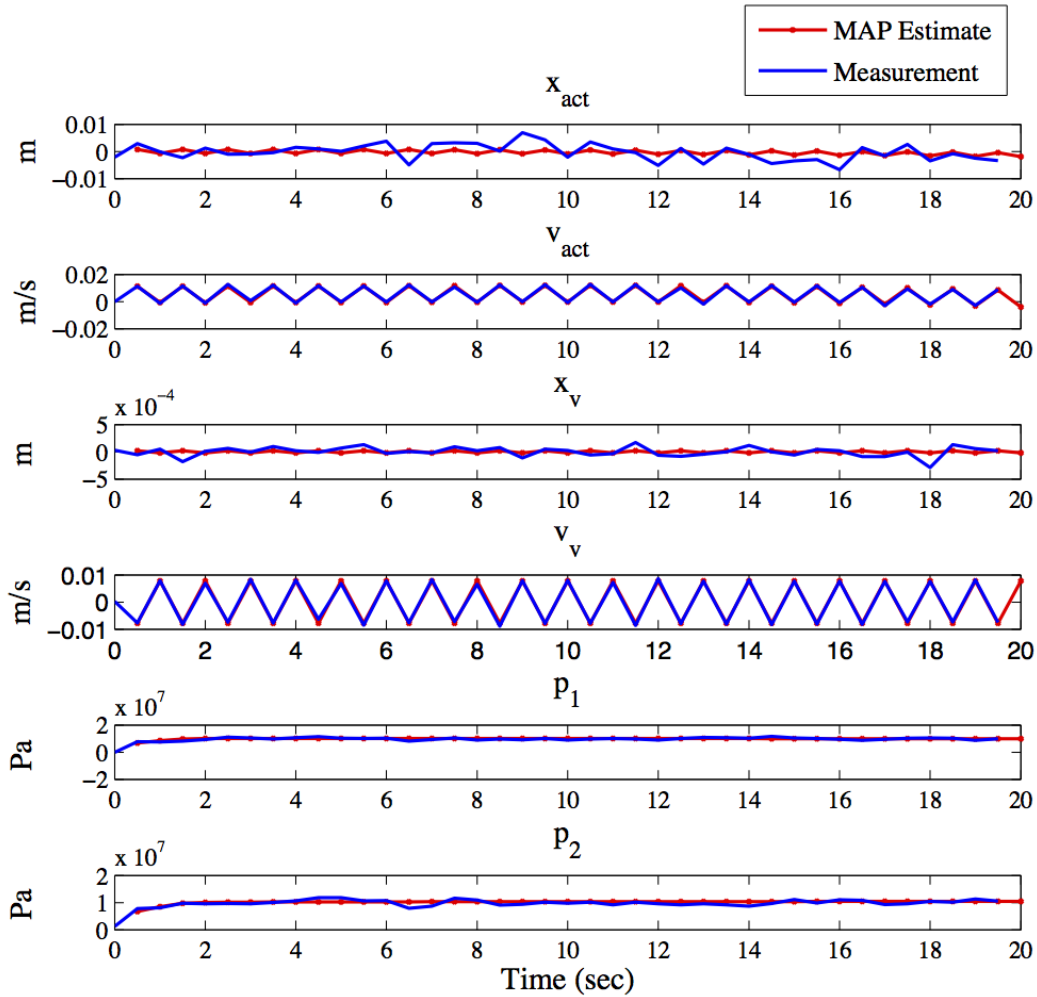 MAP Estimate
Measurement
x_act
m
0.01
0
−0.01
0 2 4 6 8 10 12 14 16 18 20
v_act
m/s
0.02
0
−0.02
0 2 4 6 8 10 12 14 16 18 20
x_v
x 10^−4
m
5
0
−5
0 2 4 6 8 10 12 14 16 18 20
v_v
m/s
0.01
0
−0.01
0 2 4 6 8 10 12 14 16 18 20
p_1
x 10^7
Pa
2
0
−2
0 2 4 6 8 10 12 14 16 18 20
p_2
x 10^7
Pa
2
1
0
0 2 4 6 8 10 12 14 16 18 20
Time (sec)